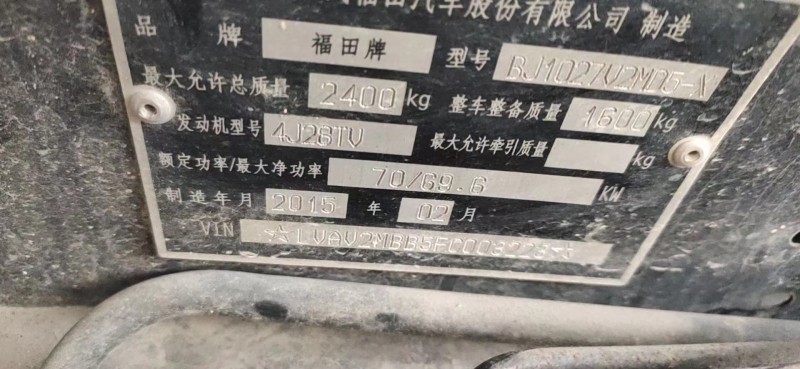 福田汽车股份有限公司 制造
品 牌 福田牌 型号 BJ1027V2MD5-X
最大允许总质量 2400 kg 整车整备质量 1600 kg
发动机型号 4J28TV 最大允许牵引质量 kg
额定功率/最大净功率 70/69.6 KW
制造年月 2015 年 02 月
VIN